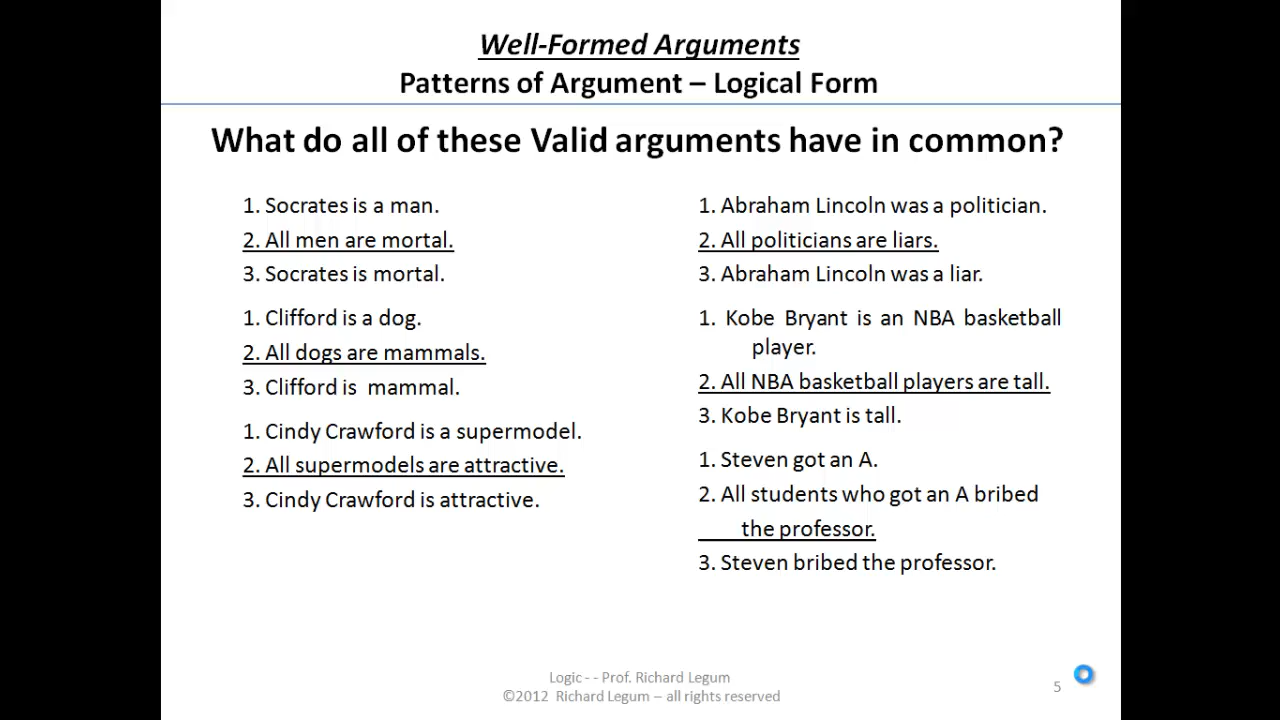 Well-Formed Arguments
Patterns of Argument – Logical Form
What do all of these Valid arguments have in common?
1. Socrates is a man.
2. All men are mortal.
3. Socrates is mortal.
1. Clifford is a dog.
2. All dogs are mammals.
3. Clifford is mammal.
1. Cindy Crawford is a supermodel.
2. All supermodels are attractive.
3. Cindy Crawford is attractive.
1. Abraham Lincoln was a politician.
2. All politicians are liars.
3. Abraham Lincoln was a liar.
1. Kobe Bryant is an NBA basketball
player.
2. All NBA basketball players are tall.
3. Kobe Bryant is tall.
1. Steven got an A.
2. All students who got an A bribed
the professor.
3. Steven bribed the professor.
Logic - - Prof. Richard Legum
©2012 Richard Legum – all rights reserved
5